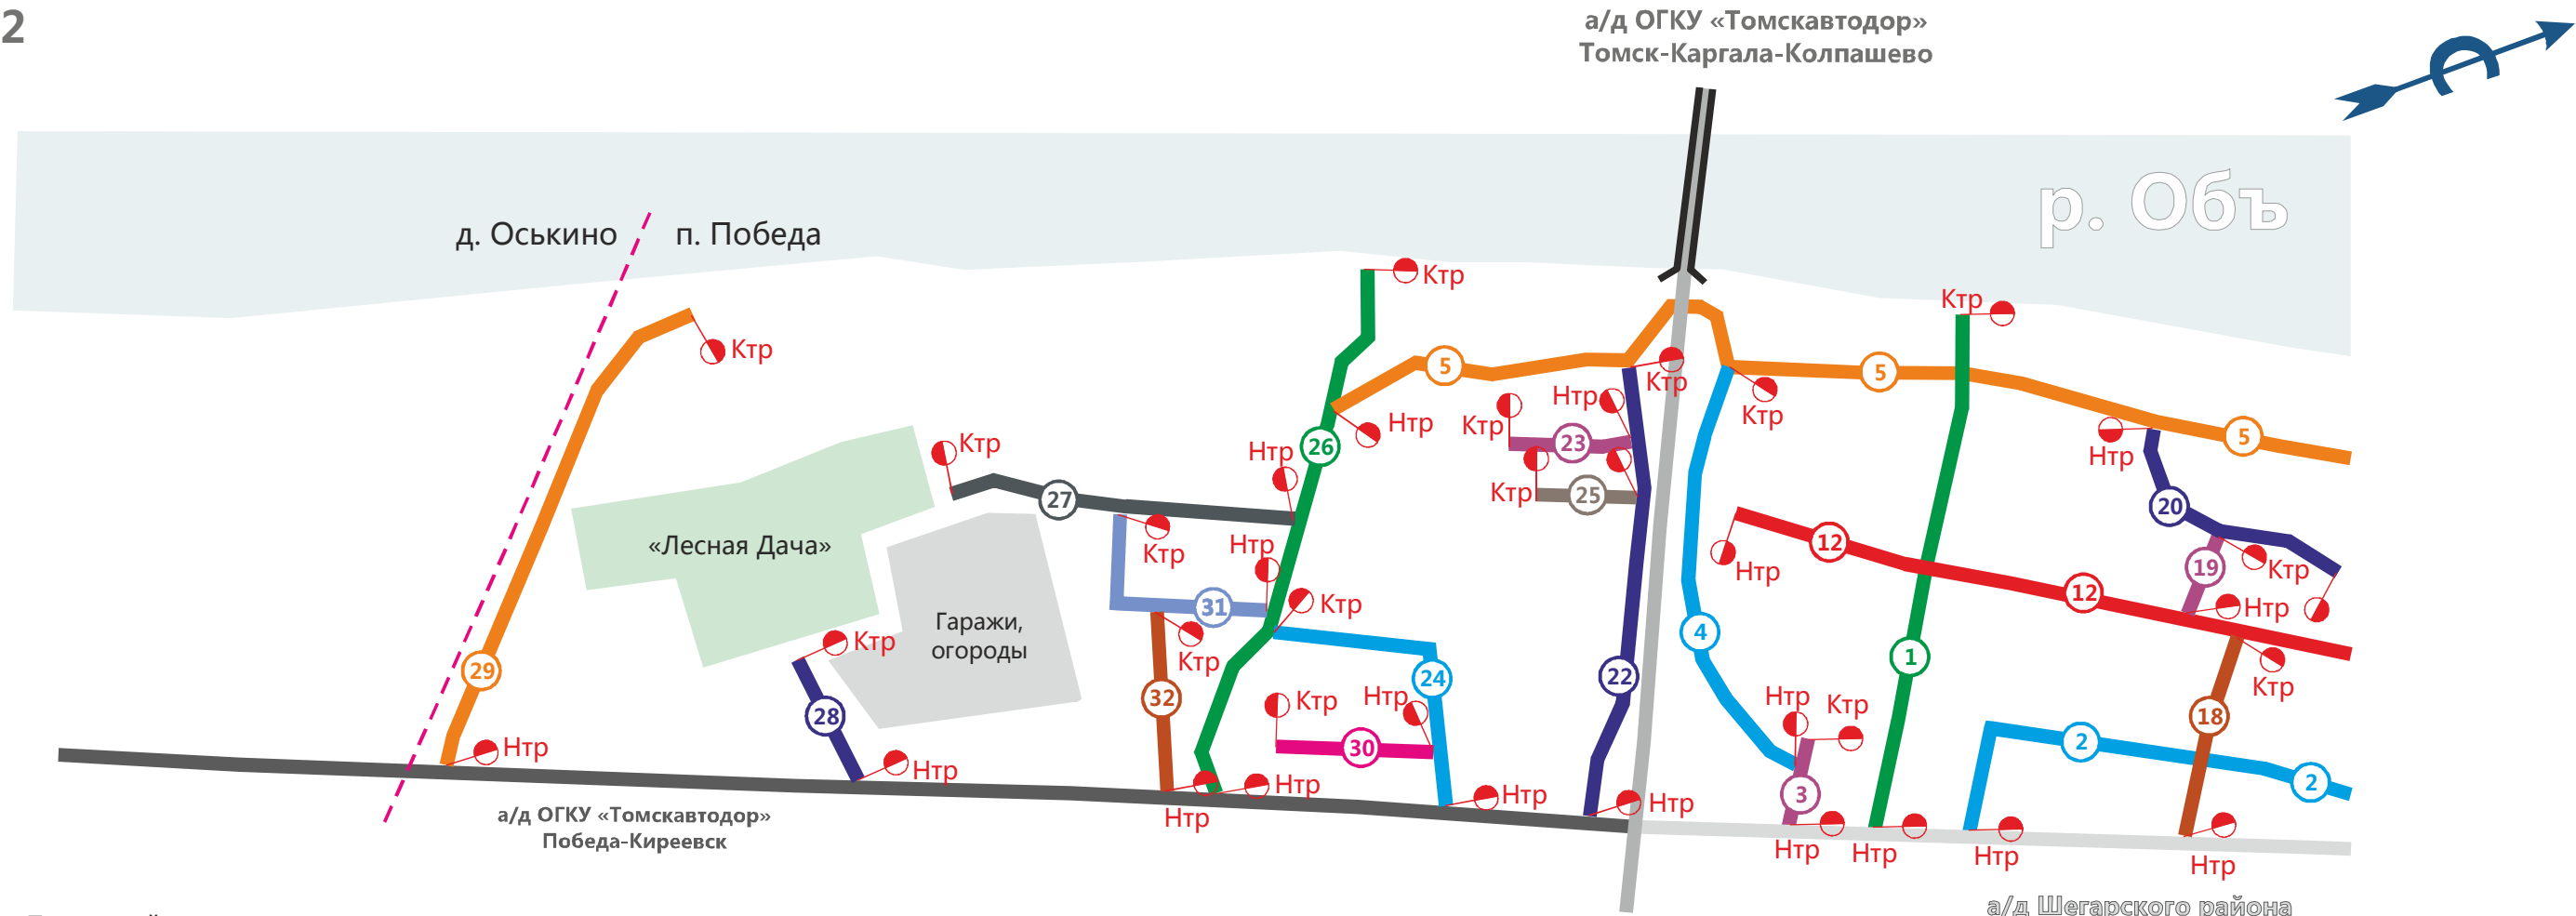 2
а/д ОГКУ «Томскавтодор»
Томск-Каргала-Колпашево
С
р. Объ
д. Оськино
п. Победа
Ктр
Ктр
Ктр
5
5
Ктр
Ктр
Ктр
Нтр
Нтр
Ктр
23
26
Нтр
Нтр
5
Ктр
27
Ктр
25
20
«Лесная Дача»
Ктр
Нтр
12
Нтр
19
Ктр
Гаражи,
огороды
31
Ктр
12
Нтр
4
Ктр
Ктр
1
29
32
24
22
Ктр
28
Ктр
Нтр
Нтр
Ктр
18
30
2
Нтр
Нтр
Нтр
Нтр
Нтр
3
2
а/д ОГКУ «Томскавтодор»
Победа-Киреевск
Нтр
Нтр
Нтр
Нтр
Нтр
а/д Шегарского района